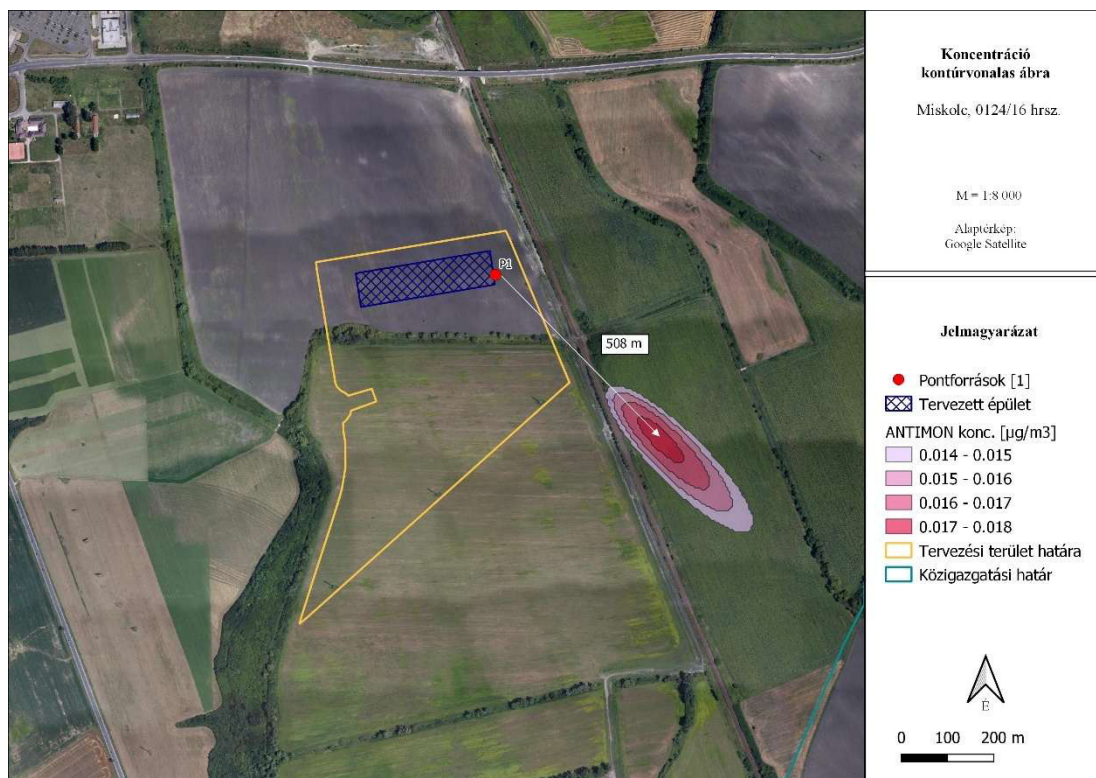 Koncentráció
kontúrvonalas ábra
Miskolc, 0124/16 hrsz.
M = 1:8 000
Alaptérkép:
Google Satellite
P1
508 m
Jelmagyarázat
Pontforrások [1]
Tervezett épület
ANTIMON konc. [µg/m3]
0.014 - 0.015
0.015 - 0.016
0.016 - 0.017
0.017 - 0.018
Tervezési terület határa
Közigazgatási határ
É
0 100 200 m